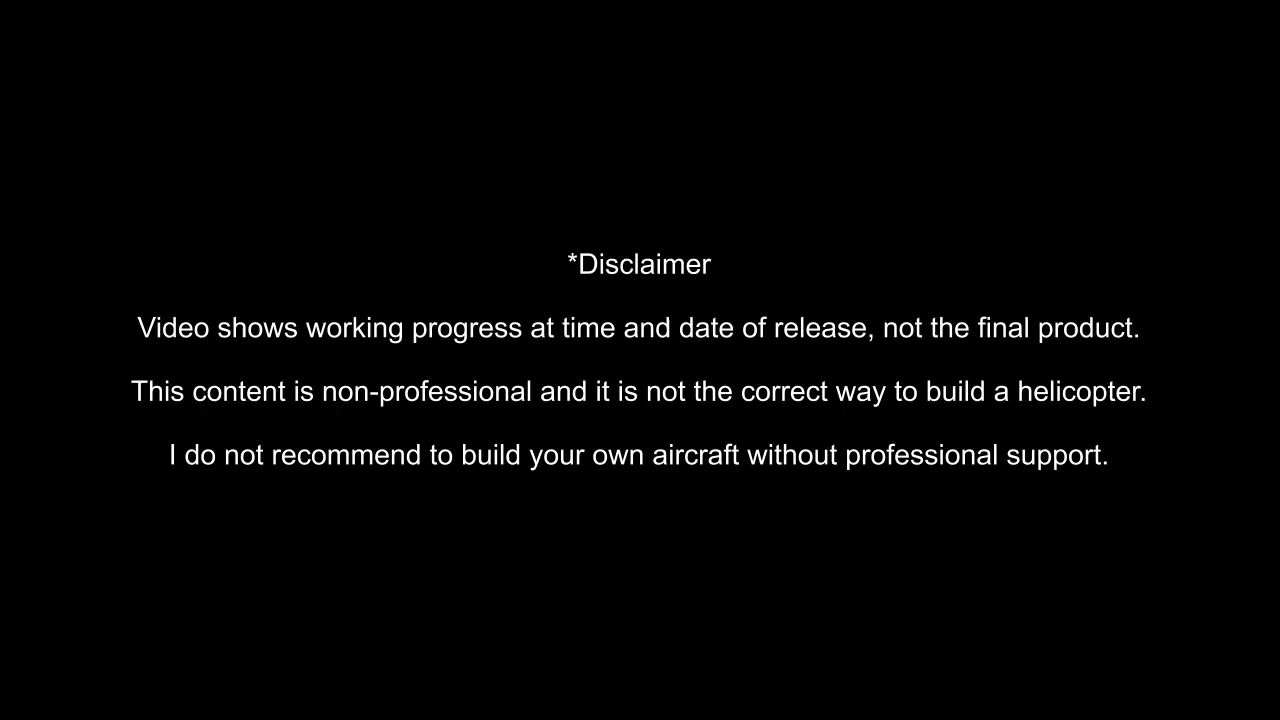 *Disclaimer
Video shows working progress at time and date of release, not the final product.
This content is non-professional and it is not the correct way to build a helicopter.
I do not recommend to build your own aircraft without professional support.